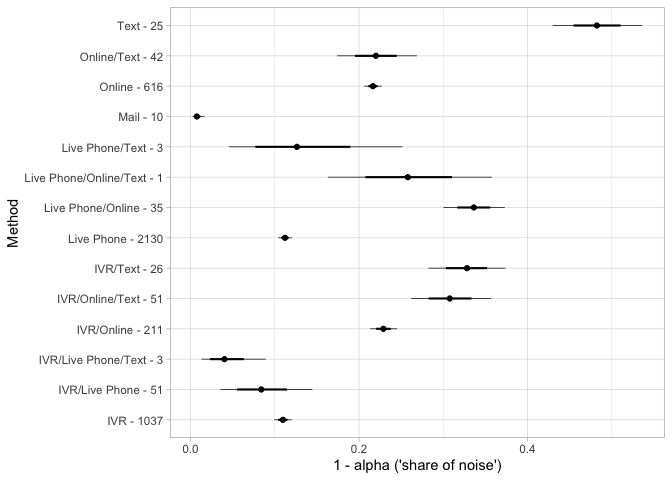 Text - 25
Online/Text - 42
Online - 616
Mail - 10
Live Phone/Text - 3
Live Phone/Online/Text - 1
Live Phone/Online - 35
Live Phone - 2130
IVR/Text - 26
IVR/Online/Text - 51
IVR/Online - 211
IVR/Live Phone/Text - 3
IVR/Live Phone - 51
IVR - 1037
Method
0.0 0.2 0.4
1 - alpha ('share of noise')